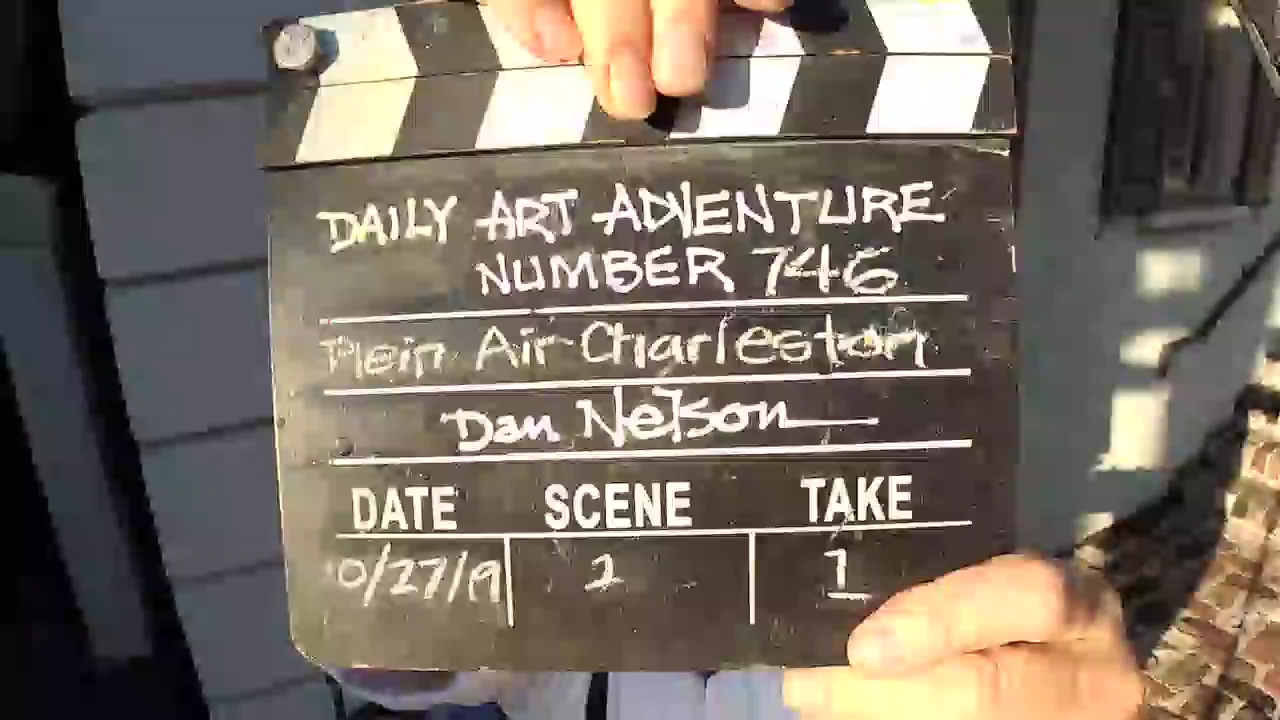 DAILY ART ADVENTURE
NUMBER 746
Plein Air Charleston
Dan Nelson
DATE SCENE TAKE
0/27/19 2 1